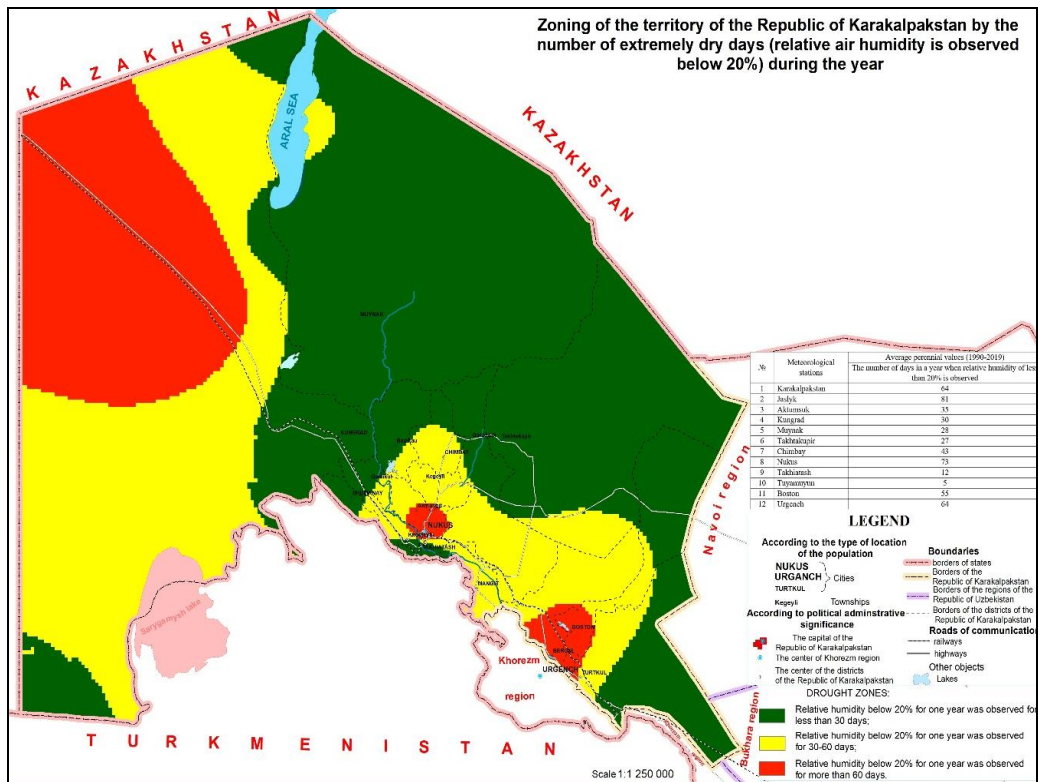 Zoning of the territory of the Republic of Karakalpakstan by the
number of extremely dry days (relative air humidity is observed
below 20%) during the year
KAZAKHSTAN
KAZAKHSTAN
ARAL SEA
MUYNAK
KUNGRAD
CHIMBAY
Kegeyli
NUKUS
MANGIT
BOSTON
BERUNI
URGENCH
TURTKUL
Khorezm
region
Sarygamysh lake
TURKMENISTAN
Navoi region
Bukhara region
Scale 1:1 250 000
№ Meteorological stations Average perennial values (1990-2019)
The number of days in a year when relative humidity of less
than 20% is observed
1 Karakalpakstan 64
2 Jaslyk 81
3 Aktumsuk 35
4 Kungrad 30
5 Muynak 28
6 Takhtakupir 27
7 Chimbay 43
8 Nukus 73
9 Takhiatash 12
10 Tuyamuyun 5
11 Boston 55
12 Urgench 64
LEGEND
According to the type of location
of the population
NUKUS
URGANCH
TURTKUL
Cities
Kegeyli Townships
According to political adminstrative
significance
The capital of the
Republic of Karakalpakstan
The center of Khorezm region
The center of the districts
of the Republic of Karakalpakstan
Boundaries
borders of states
Borders of the
Republic of Karakalpakstan
Borders of the regions of the
Republic of Uzbekistan
Borders of the districts of the
Republic of Karakalpakstan
Roads of communication
railways
highways
Other objects
Lakes
DROUGHT ZONES:
Relative humidity below 20% for one year was observed for
less than 30 days;
Relative humidity below 20% for one year was observed
for 30-60 days;
Relative humidity below 20% for one year was observed
for more than 60 days.